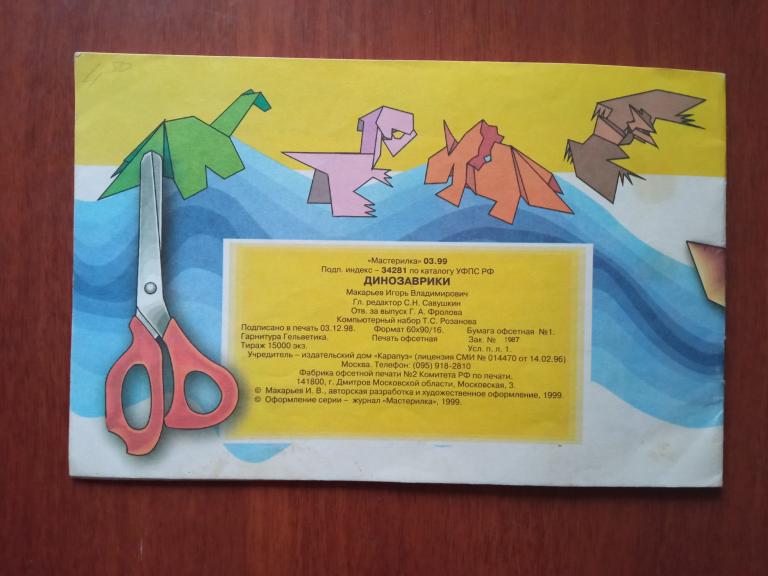 «Мастерилка» 03.99
Подп. индекс – 34281 по каталогу УФПС РФ
ДИНОЗАВРИКИ
Макарьев Игорь Владимирович
Гл. редактор С.Н. Савушкин
Отв. за выпуск Г. А. Фролова
Компьютерный набор Т.С. Розанова
Подписано в печать 03.12.98. Формат 60х90/16. Бумага офсетная №1.
Гарнитура Гельветика. Печать офсетная Зак. № 1987
Тираж 15000 экз. Усл. п. л. 1.
Учредитель – издательский дом «Карапуз» (лицензия СМИ № 014470 от 14.02.96)
Москва. Телефон: (095) 918-2810
Фабрика офсетной печати №2 Комитета РФ по печати.
141800, г. Дмитров Московской области, Московская, 3.
© Макарьев И. В., авторская разработка и художественное оформление, 1999.
© Оформление серии – журнал «Мастерилка», 1999.